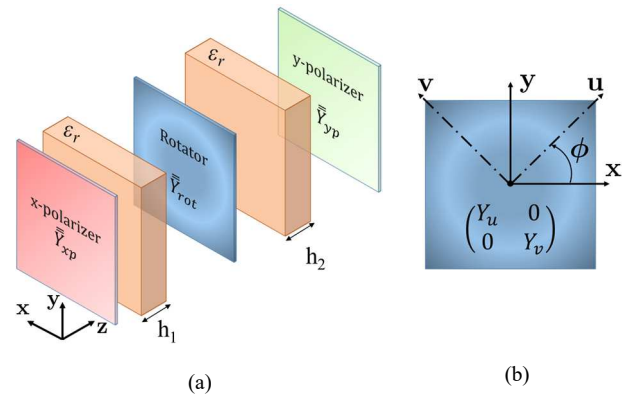 εr
y-polarizer
Y̿yp
εr
Rotator
Y̿rot
x-polarizer
Y̿xp
h2
h1
x
y
z
(a)
v
y
u
ϕ
x
(Yu 0
0 Yv)
(b)